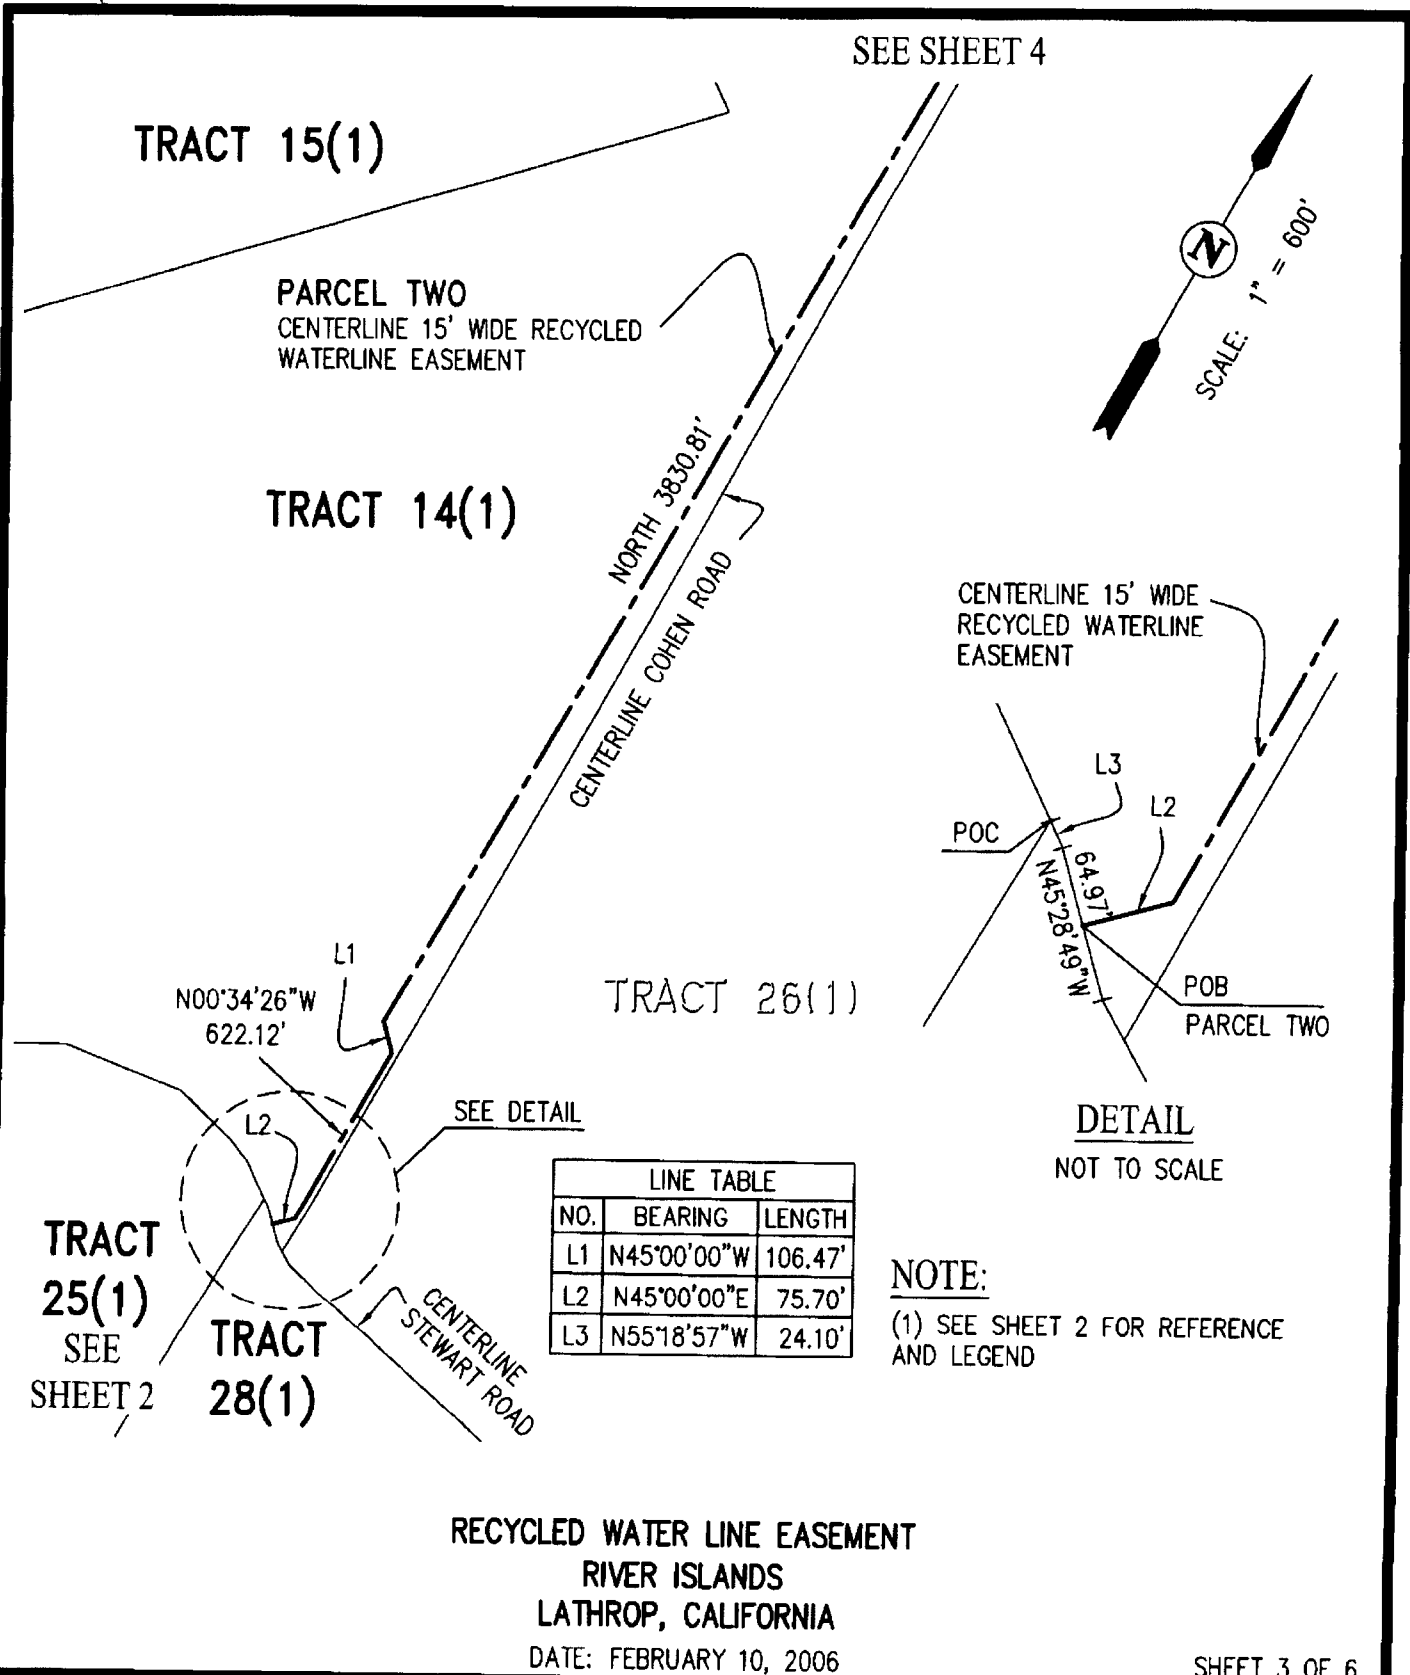 SEE SHEET 4
TRACT 15(1)
N
SCALE: 1" = 600'
PARCEL TWO
CENTERLINE 15' WIDE RECYCLED
WATERLINE EASEMENT
NORTH 3830.81'
TRACT 14(1)
CENTERLINE COHEN ROAD
CENTERLINE 15' WIDE
RECYCLED WATERLINE
EASEMENT
L3
L2
POC
64.97'
N45°28'49"W
POB
PARCEL TWO
DETAIL
NOT TO SCALE
L1
N00°34'26"W
622.12'
TRACT 26(1)
L2
SEE DETAIL
LINE TABLE
NO. BEARING LENGTH
L1 N45°00'00"W 106.47'
L2 N45°00'00"E 75.70'
L3 N55°18'57"W 24.10'
TRACT
25(1)
SEE
SHEET 2
TRACT
28(1)
CENTERLINE
STEWART ROAD
NOTE:
(1) SEE SHEET 2 FOR REFERENCE
AND LEGEND
RECYCLED WATER LINE EASEMENT
RIVER ISLANDS
LATHROP, CALIFORNIA
DATE: FEBRUARY 10, 2006
SHEET 3 OF 6